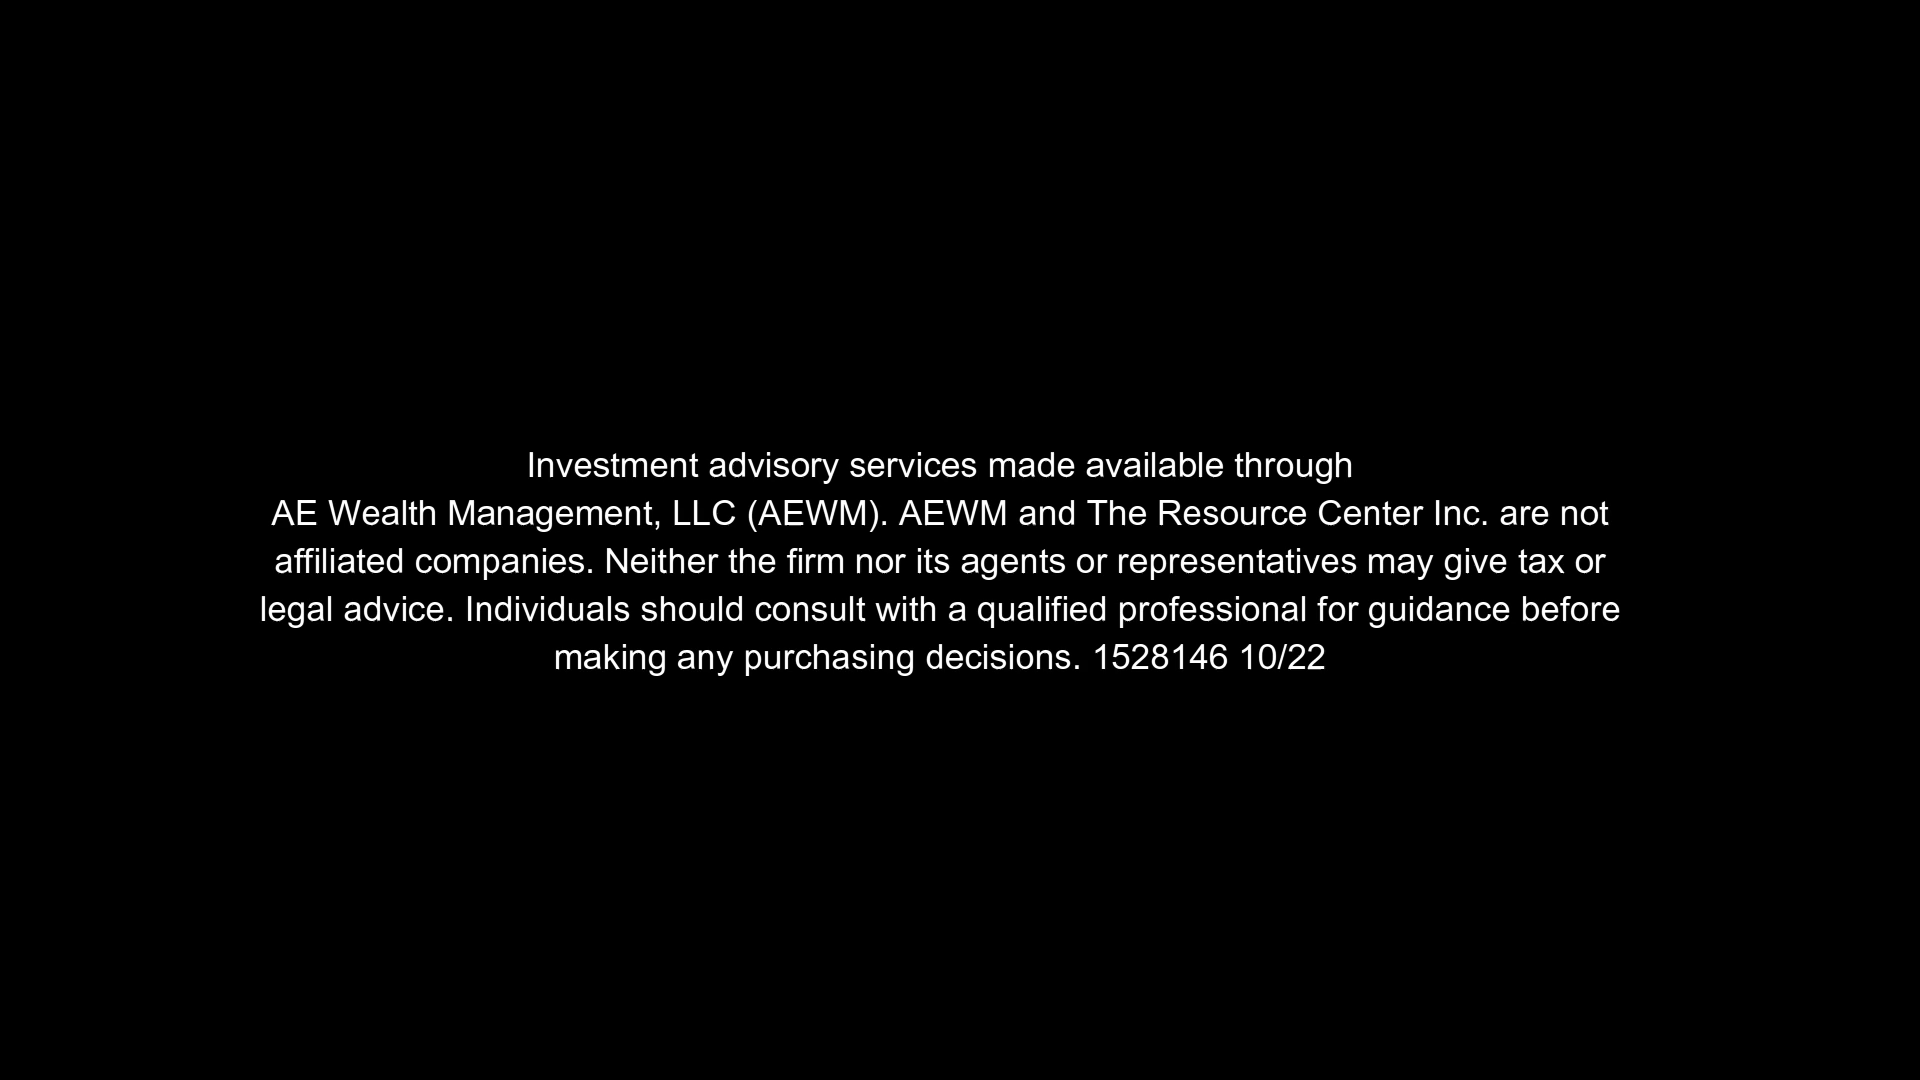 Investment advisory services made available through
AE Wealth Management, LLC (AEWM). AEWM and The Resource Center Inc. are not
affiliated companies. Neither the firm nor its agents or representatives may give tax or
legal advice. Individuals should consult with a qualified professional for guidance before
making any purchasing decisions. 1528146 10/22